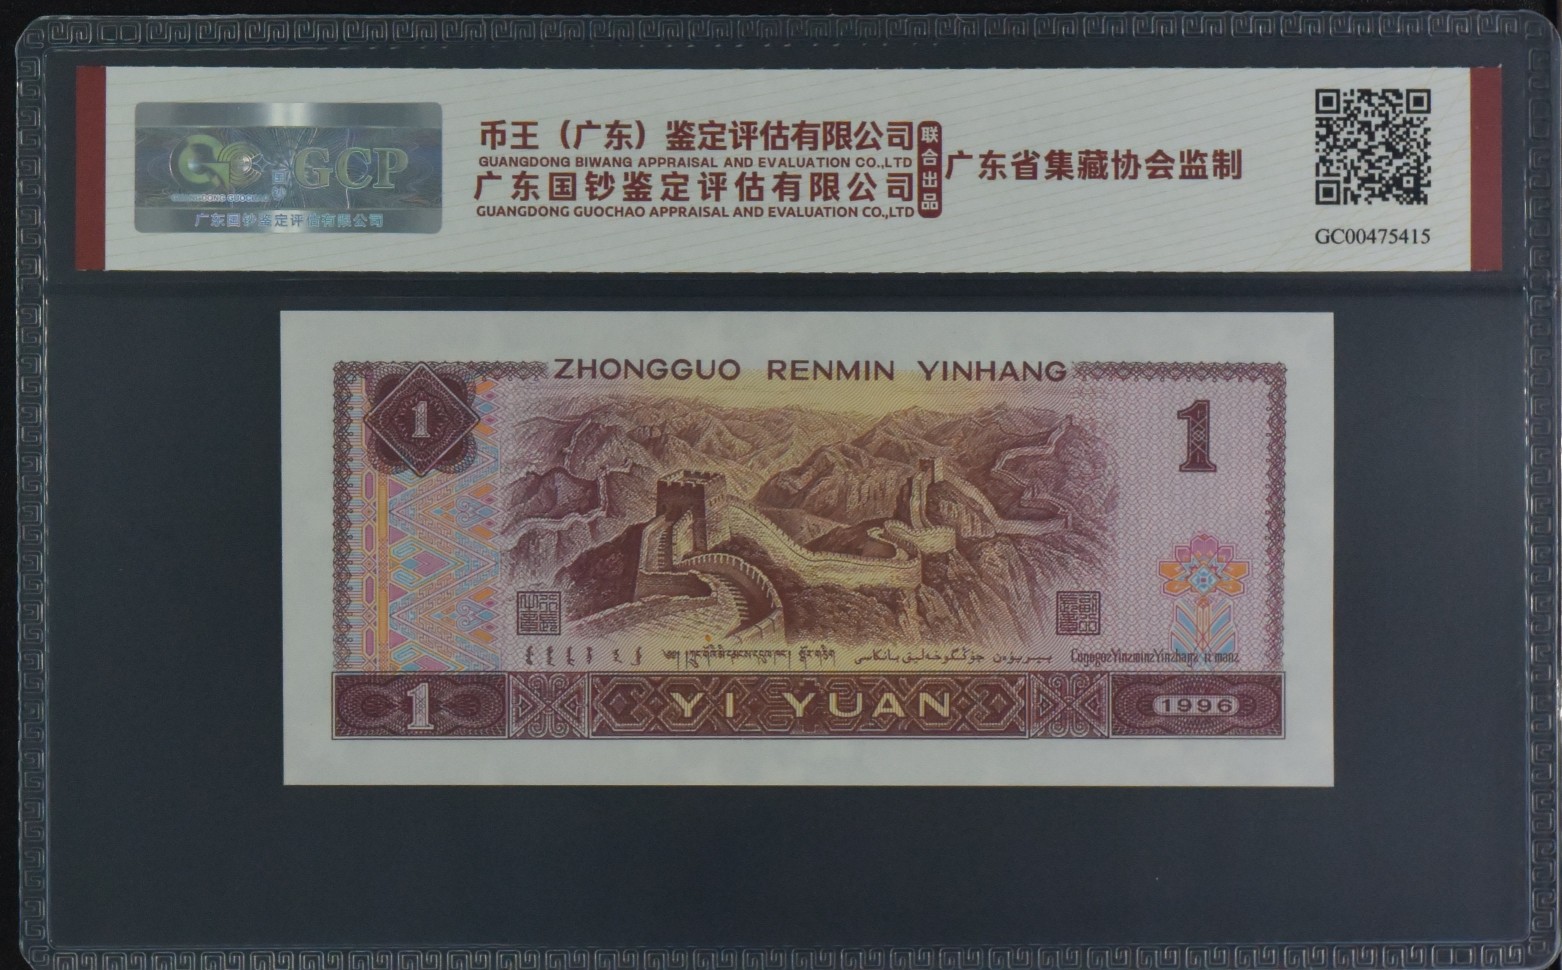 GCP
广东国钞鉴定评估有限公司
币王（广东）鉴定评估有限公司
GUANGDONG BIWANG APPRAISAL AND EVALUATION CO.,LTD
广东国钞鉴定评估有限公司
GUANGDONG GUOCHAO APPRAISAL AND EVALUATION CO.,LTD
联合出品
广东省集藏协会监制
GC00475415
ZHONGGUO RENMIN YINHANG
1
1
1
YI YUAN
1996